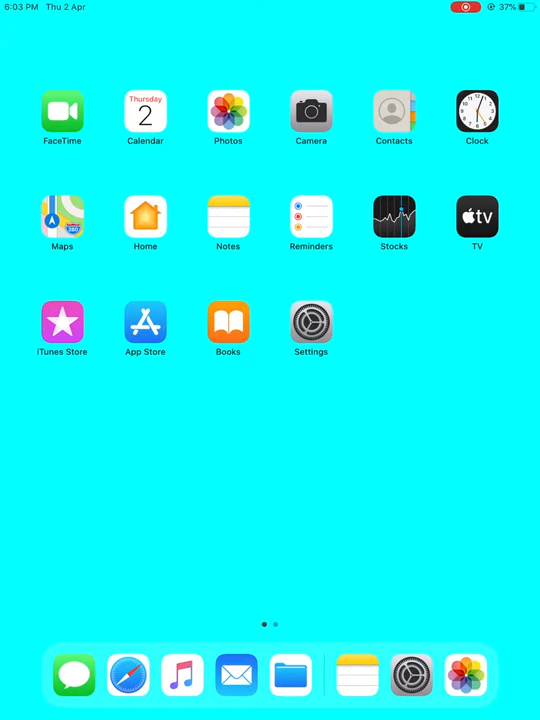 6:03 PM Thu 2 Apr 37%
Thursday
2
FaceTime Calendar Photos Camera Contacts Clock
tv
Maps Home Notes Reminders Stocks TV
iTunes Store App Store Books Settings